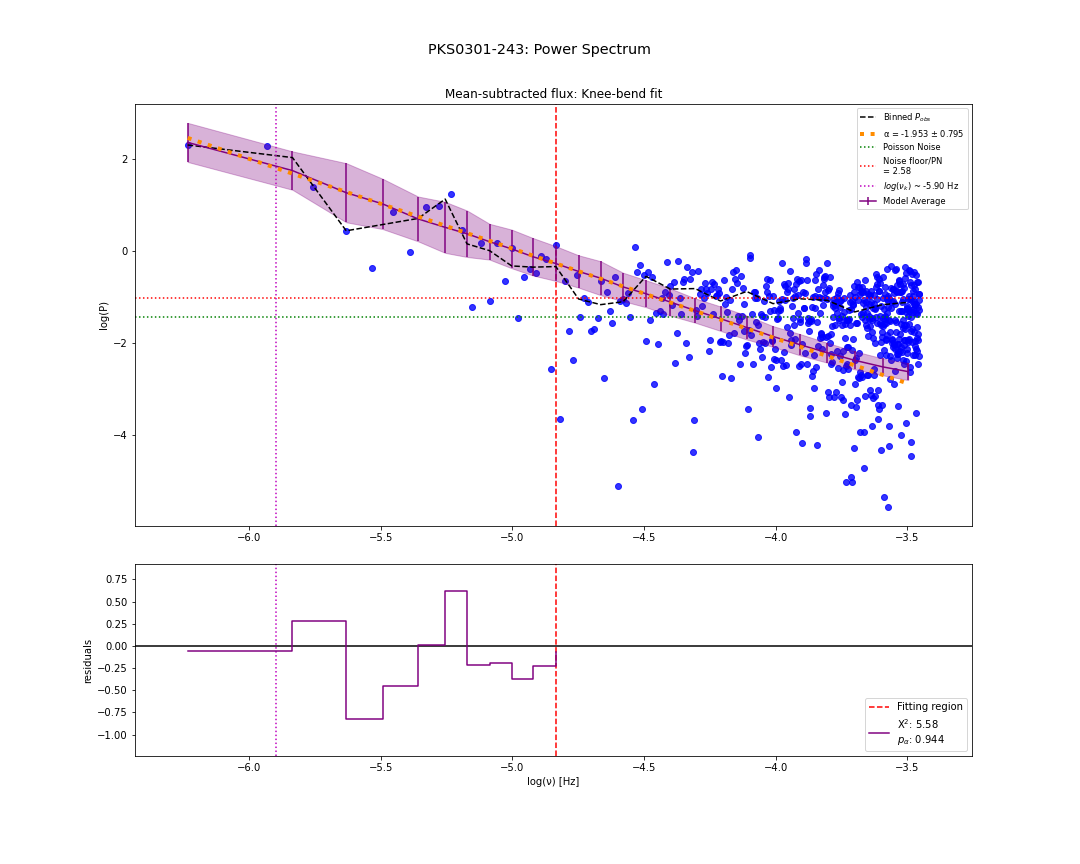 PKS0301-243: Power Spectrum
Mean-subtracted flux: Knee-bend fit
Binned P_obs
α = -1.953 ± 0.795
Poisson Noise
Noise floor/PN
= 2.58
log(ν_k) ~ -5.90 Hz
Model Average
log(P)
2
0
−2
−4
−6.0 −5.5 −5.0 −4.5 −4.0 −3.5
residuals
0.75
0.50
0.25
0.00
−0.25
−0.50
−0.75
−1.00
Fitting region
X²: 5.58
p_α: 0.944
−6.0 −5.5 −5.0 −4.5 −4.0 −3.5
log(ν) [Hz]